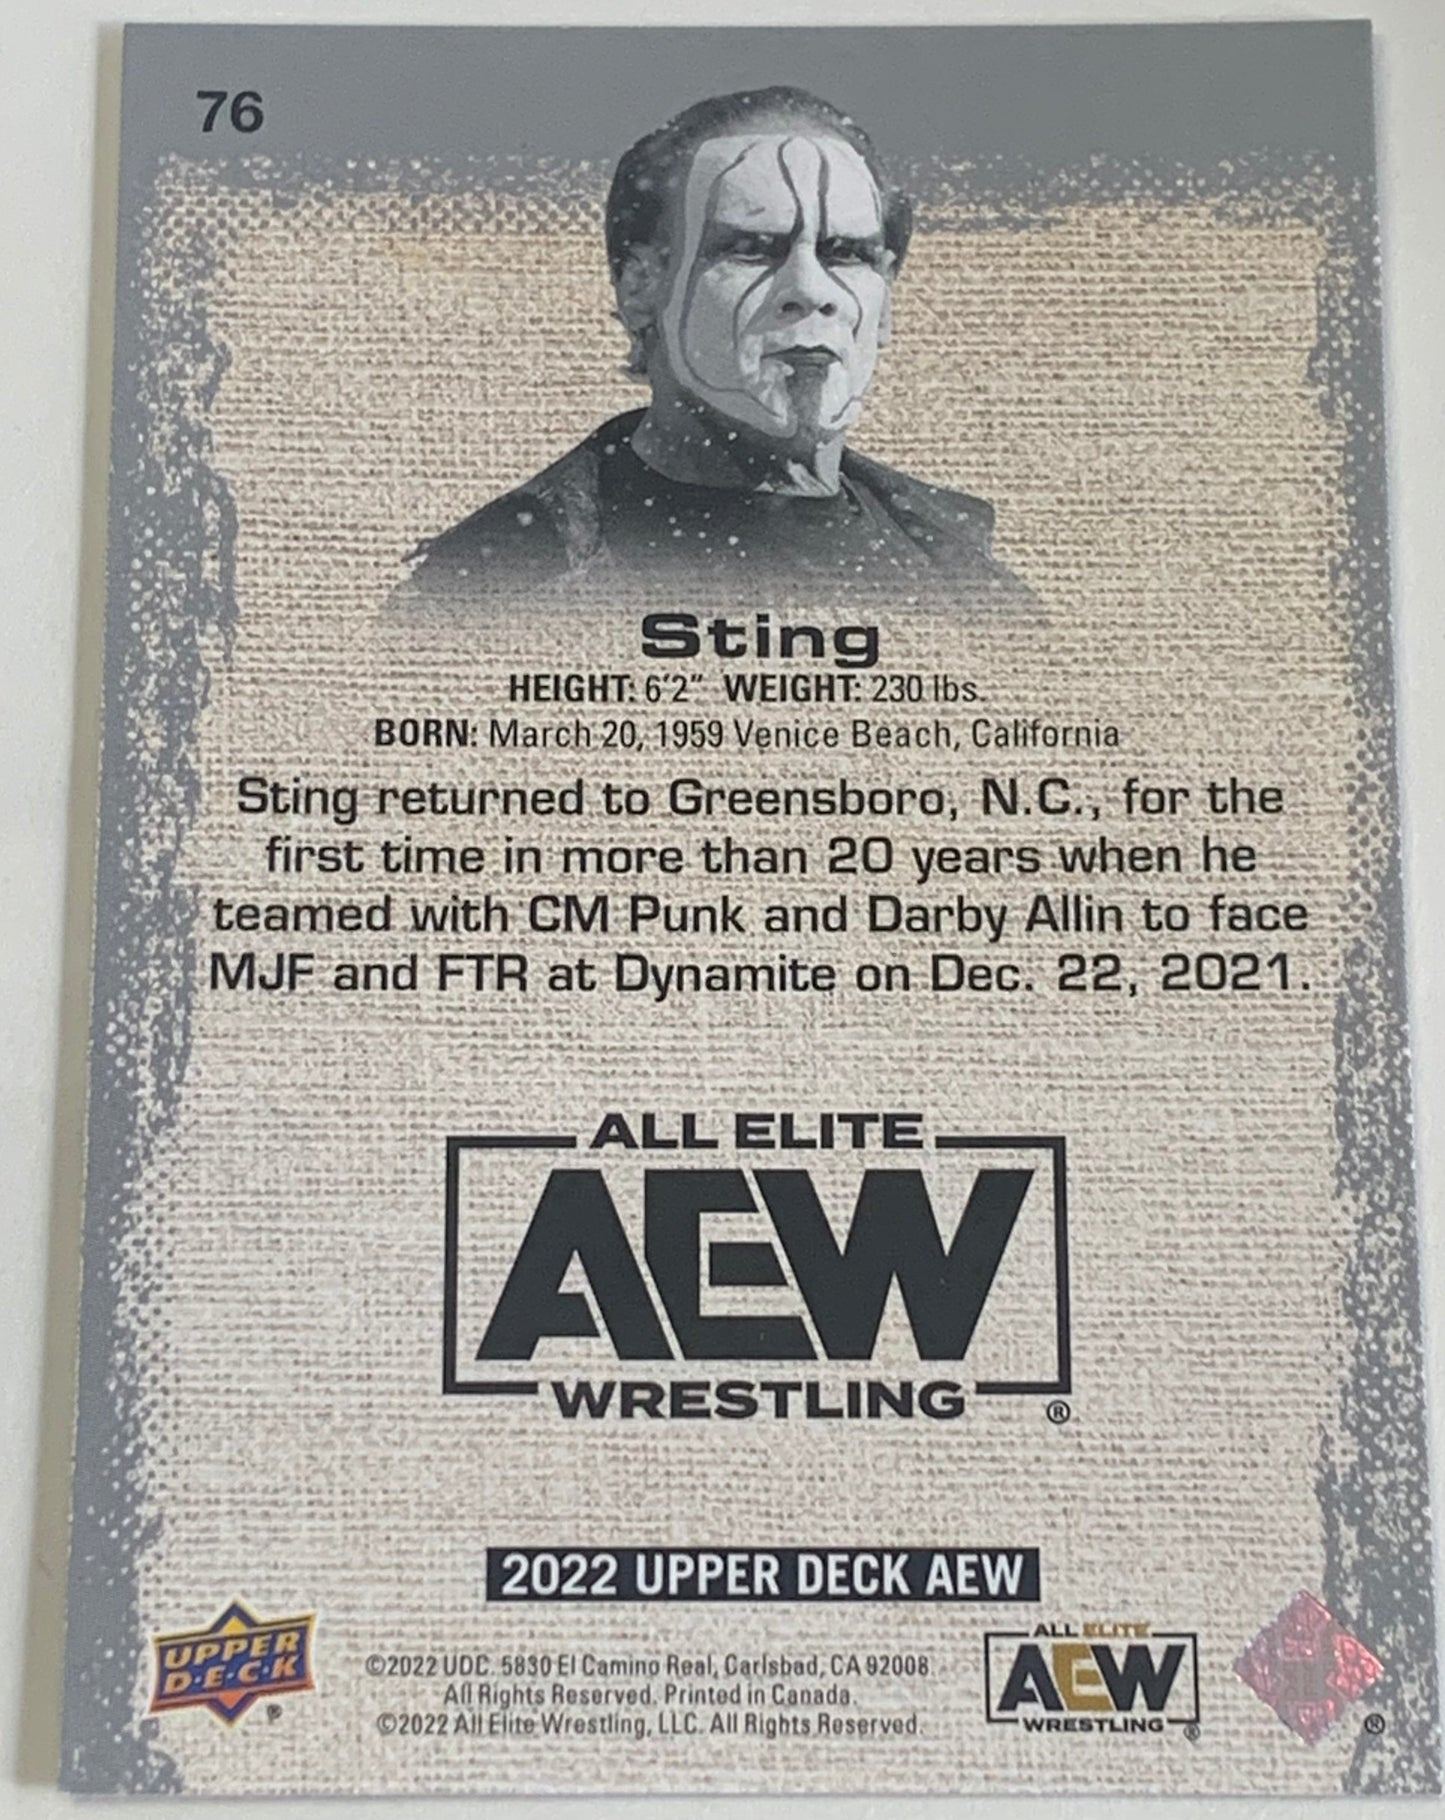 76
Sting
HEIGHT: 6'2" WEIGHT: 230 lbs.
BORN: March 20, 1959 Venice Beach, California
Sting returned to Greensboro, N.C., for the
first time in more than 20 years when he
teamed with CM Punk and Darby Allin to face
MJF and FTR at Dynamite on Dec. 22, 2021.
ALL ELITE
AEW
WRESTLING ®
2022 UPPER DECK AEW
UPPER
D·E·C·K ®
©2022 UDC. 5830 El Camino Real, Carlsbad, CA 92008.
All Rights Reserved. Printed in Canada.
©2022 All Elite Wrestling, LLC. All Rights Reserved.
ALL ELITE
AEW
WRESTLING ®
®